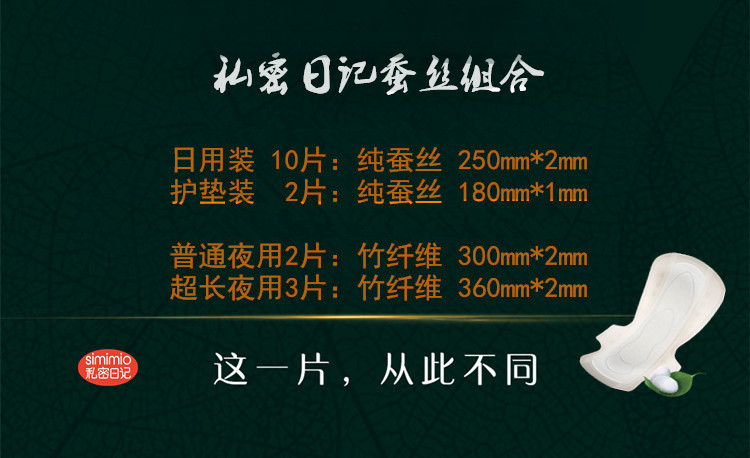 私密日记蚕丝组合
日用装 10片：纯蚕丝 250mm*2mm
护垫装 2片：纯蚕丝 180mm*1mm
普通夜用2片：竹纤维 300mm*2mm
超长夜用3片：竹纤维 360mm*2mm
simimio
私密日记
这一片，从此不同